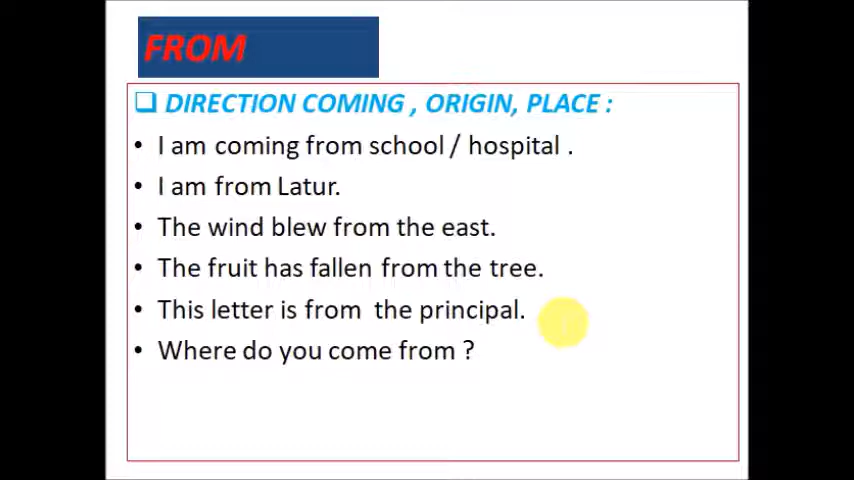 FROM
❑ DIRECTION COMING , ORIGIN, PLACE :
• I am coming from school / hospital .
• I am from Latur.
• The wind blew from the east.
• The fruit has fallen from the tree.
• This letter is from  the principal.
• Where do you come from ?